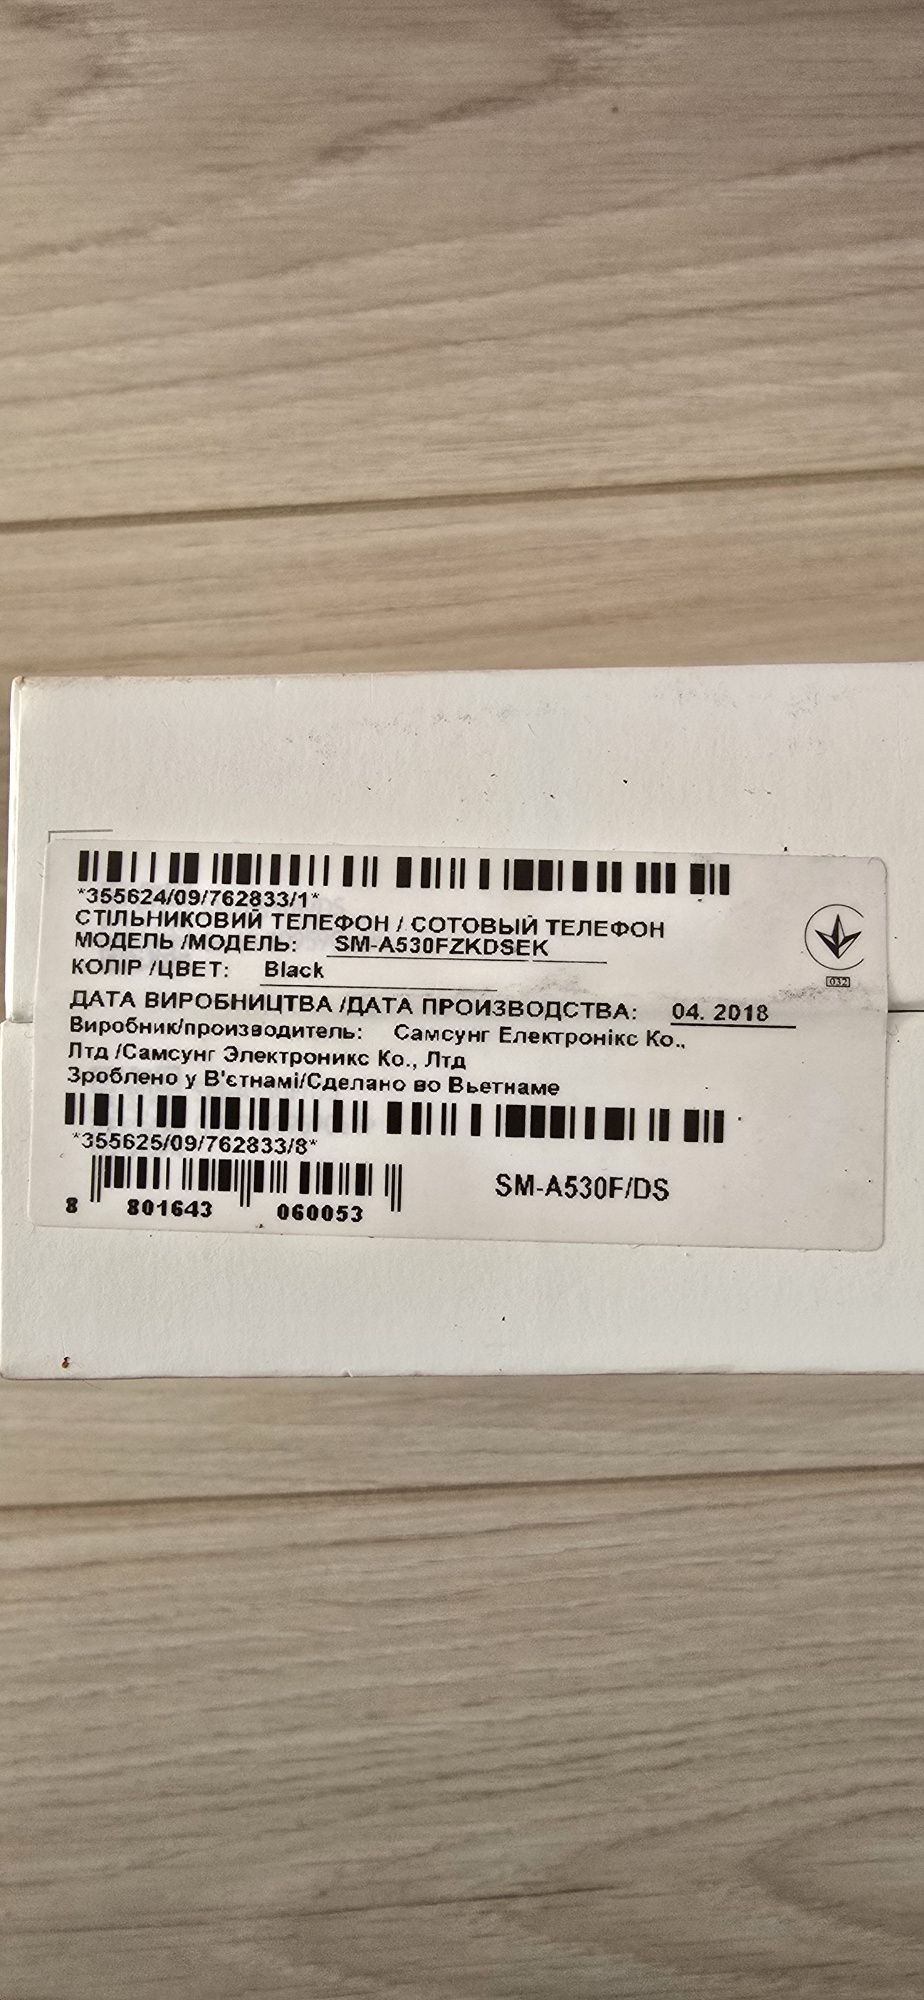 *355624/09/762833/1*
СТІЛЬНИКОВИЙ ТЕЛЕФОН / СОТОВЫЙ ТЕЛЕФОН
МОДЕЛЬ /МОДЕЛЬ: SM-A530FZKDSEK
КОЛІР /ЦВЕТ: Black
ДАТА ВИРОБНИЦТВА /ДАТА ПРОИЗВОДСТВА: 04. 2018
Виробник/производитель: Самсунг Електронікс Ко.,
Лтд /Самсунг Электроникс Ко., Лтд
Зроблено у В'єтнамі/Сделано во Вьетнаме
*355625/09/762833/8*
8 801643 060053
SM-A530F/DS
032